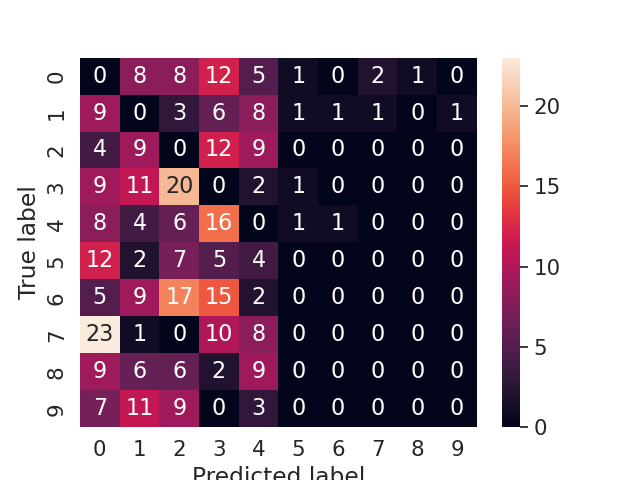 0 0 8 8 12 5 1 0 2 1 0
1 9 0 3 6 8 1 1 1 0 1
2 4 9 0 12 9 0 0 0 0 0
3 9 11 20 0 2 1 0 0 0 0
4 8 4 6 16 0 1 1 0 0 0
5 12 2 7 5 4 0 0 0 0 0
6 5 9 17 15 2 0 0 0 0 0
7 23 1 0 10 8 0 0 0 0 0
8 9 6 6 2 9 0 0 0 0 0
9 7 11 9 0 3 0 0 0 0 0
0 1 2 3 4 5 6 7 8 9
Predicted label
True label
20
15
10
5
0